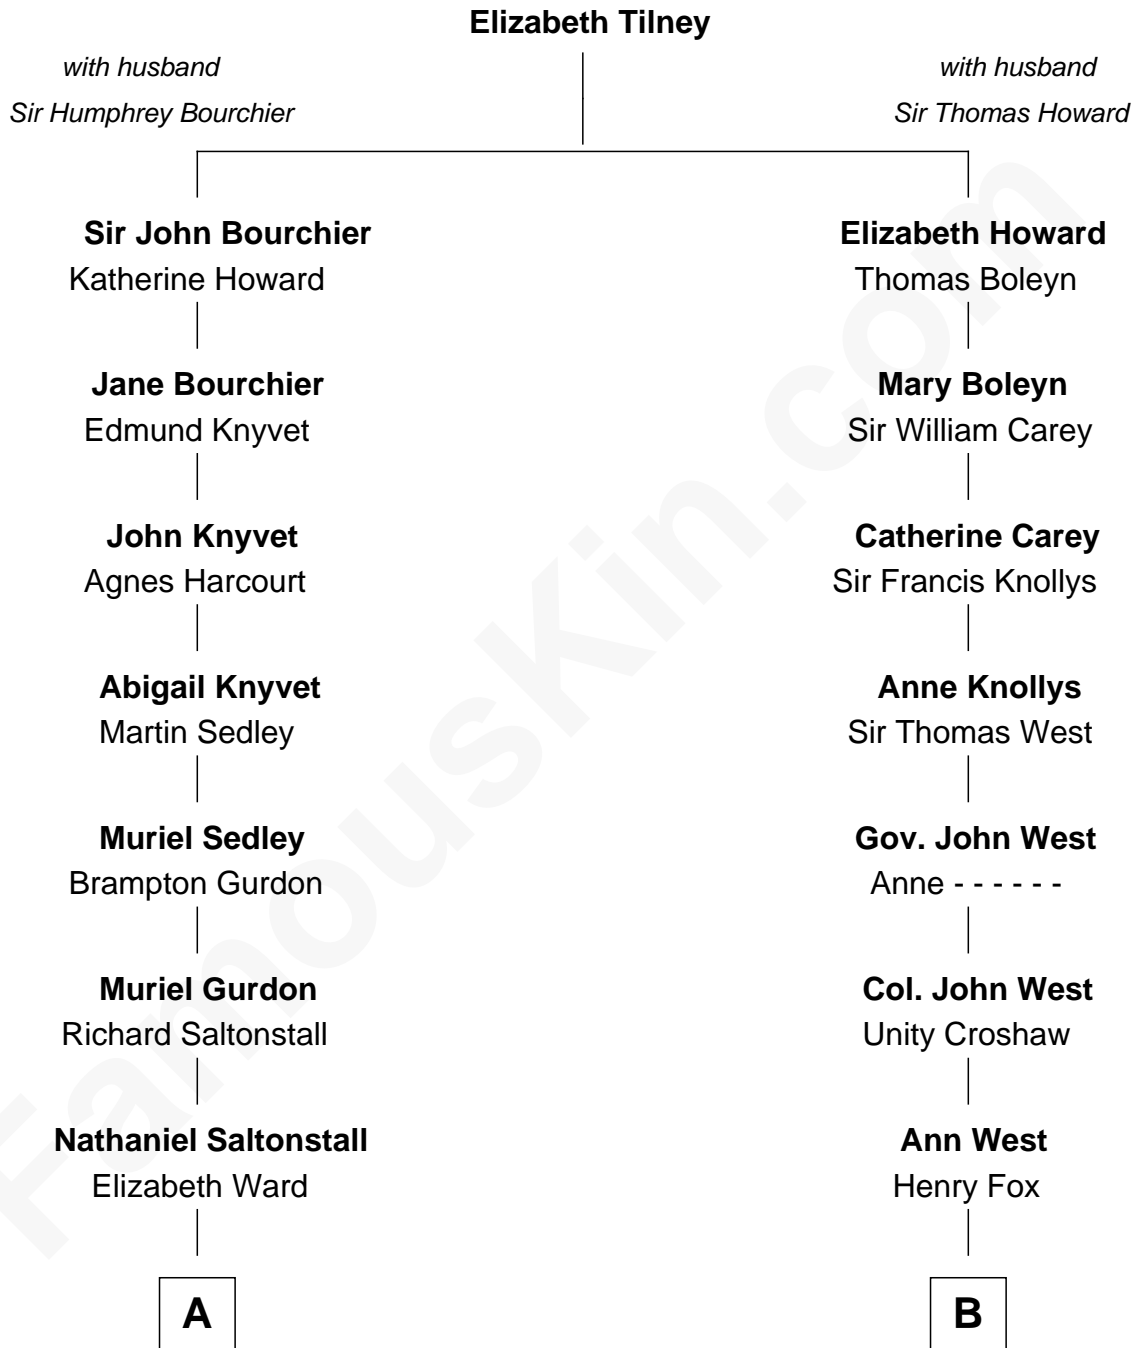 Elizabeth Tilney
with husband
Sir Humphrey Bourchier
with husband
Sir Thomas Howard
Sir John Bourchier
Katherine Howard
Jane Bourchier
Edmund Knyvet
John Knyvet
Agnes Harcourt
Abigail Knyvet
Martin Sedley
Muriel Sedley
Brampton Gurdon
Muriel Gurdon
Richard Saltonstall
Nathaniel Saltonstall
Elizabeth Ward
A
Elizabeth Howard
Thomas Boleyn
Mary Boleyn
Sir William Carey
Catherine Carey
Sir Francis Knollys
Anne Knollys
Sir Thomas West
Gov. John West
Anne - - - - - -
Col. John West
Unity Croshaw
Ann West
Henry Fox
B
FamousKin.com